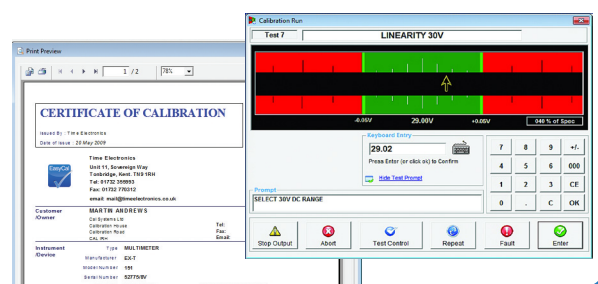 Calibration Run
Test 7
LINEARITY 30V
-0.05V
29.00V
+0.05V
040 % of Spec
Keyboard Entry
29.02
Press Enter (or click ok) to Confirm
Hide Test Prompt
7 8 9 +/-
4 5 6 000
1 2 3 CE
0 . C OK
Prompt
SELECT 30V DC RANGE
Stop Output
Abort
Test Control
Repeat
Fault
Enter
Print Preview
1 / 2
78%
CERTIFICATE OF CALIBRATION
Issued By : Time Electronics
Date of Issue : 20 May 2009
EasyCal
Time Electronics
Unit 11, Sovereign Way
Tonbridge, Kent. TN9 1RH
Tel: 01732 355993
Fax: 01732 770312
email: mail@timeelectronics.co.uk
Customer
/Owner
MARTIN ANDREWS
Cal Systems Ltd
Calibration House
Calibration Road
CAL 1RH
Tel:
Fax:
Email:
Instrument
/Device
Type MULTIMETER
Manufacturer EX-T
Model Number 191
Serial Number 52775/8V